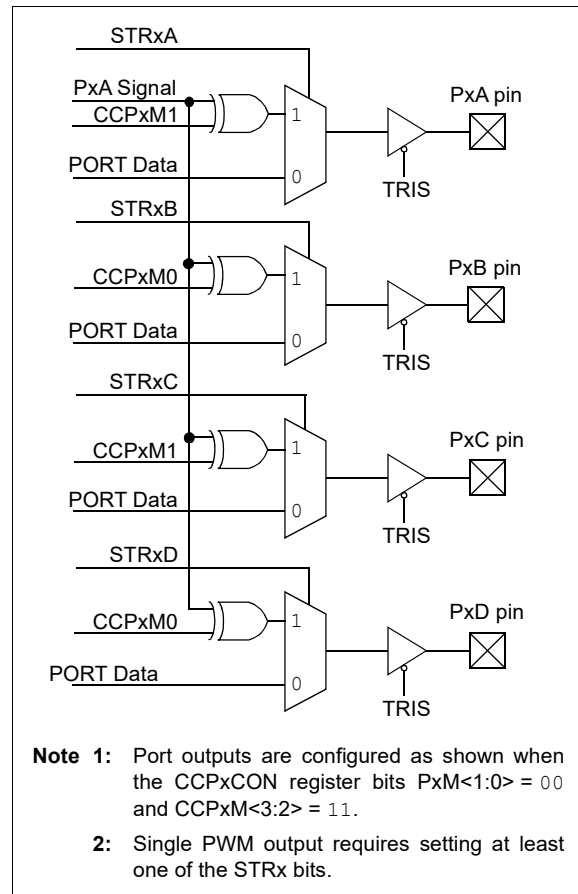 STRxA
PxA Signal
PxA pin
CCPxM1
1
PORT Data
0
TRIS
STRxB
PxB pin
CCPxM0
1
PORT Data
0
TRIS
STRxC
PxC pin
CCPxM1
1
PORT Data
0
TRIS
STRxD
PxD pin
CCPxM0
1
PORT Data
0
TRIS
Note 1: Port outputs are configured as shown when
the CCPxCON register bits PxM<1:0> = 00
and CCPxM<3:2> = 11.
2: Single PWM output requires setting at least
one of the STRx bits.